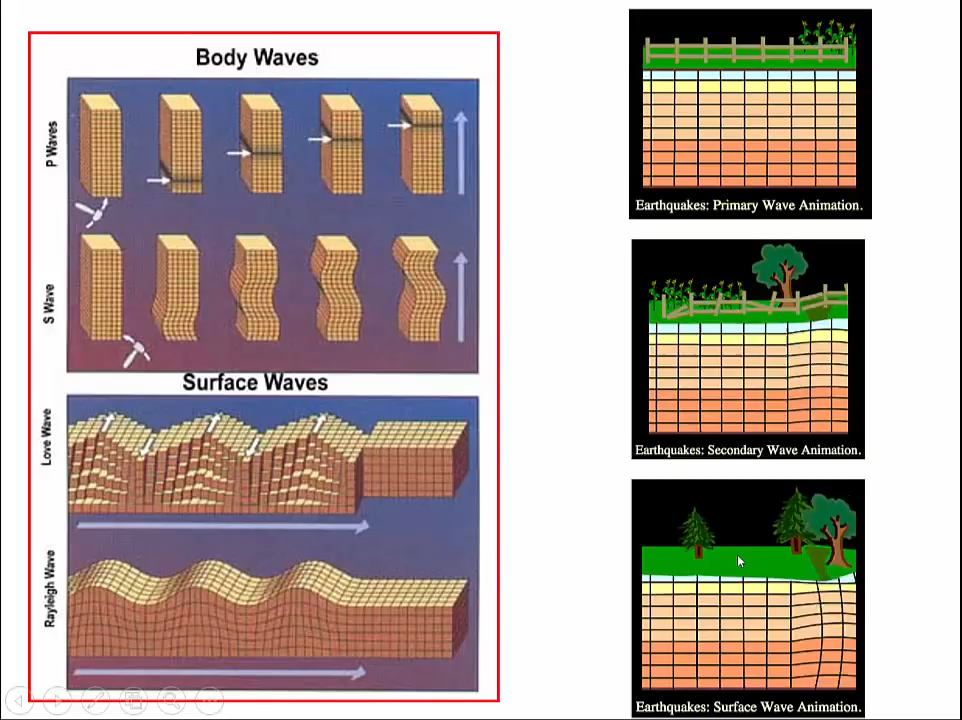 Body Waves
P Waves
S Wave
Surface Waves
Love Wave
Rayleigh Wave
Earthquakes: Primary Wave Animation.
Earthquakes: Secondary Wave Animation.
Earthquakes: Surface Wave Animation.